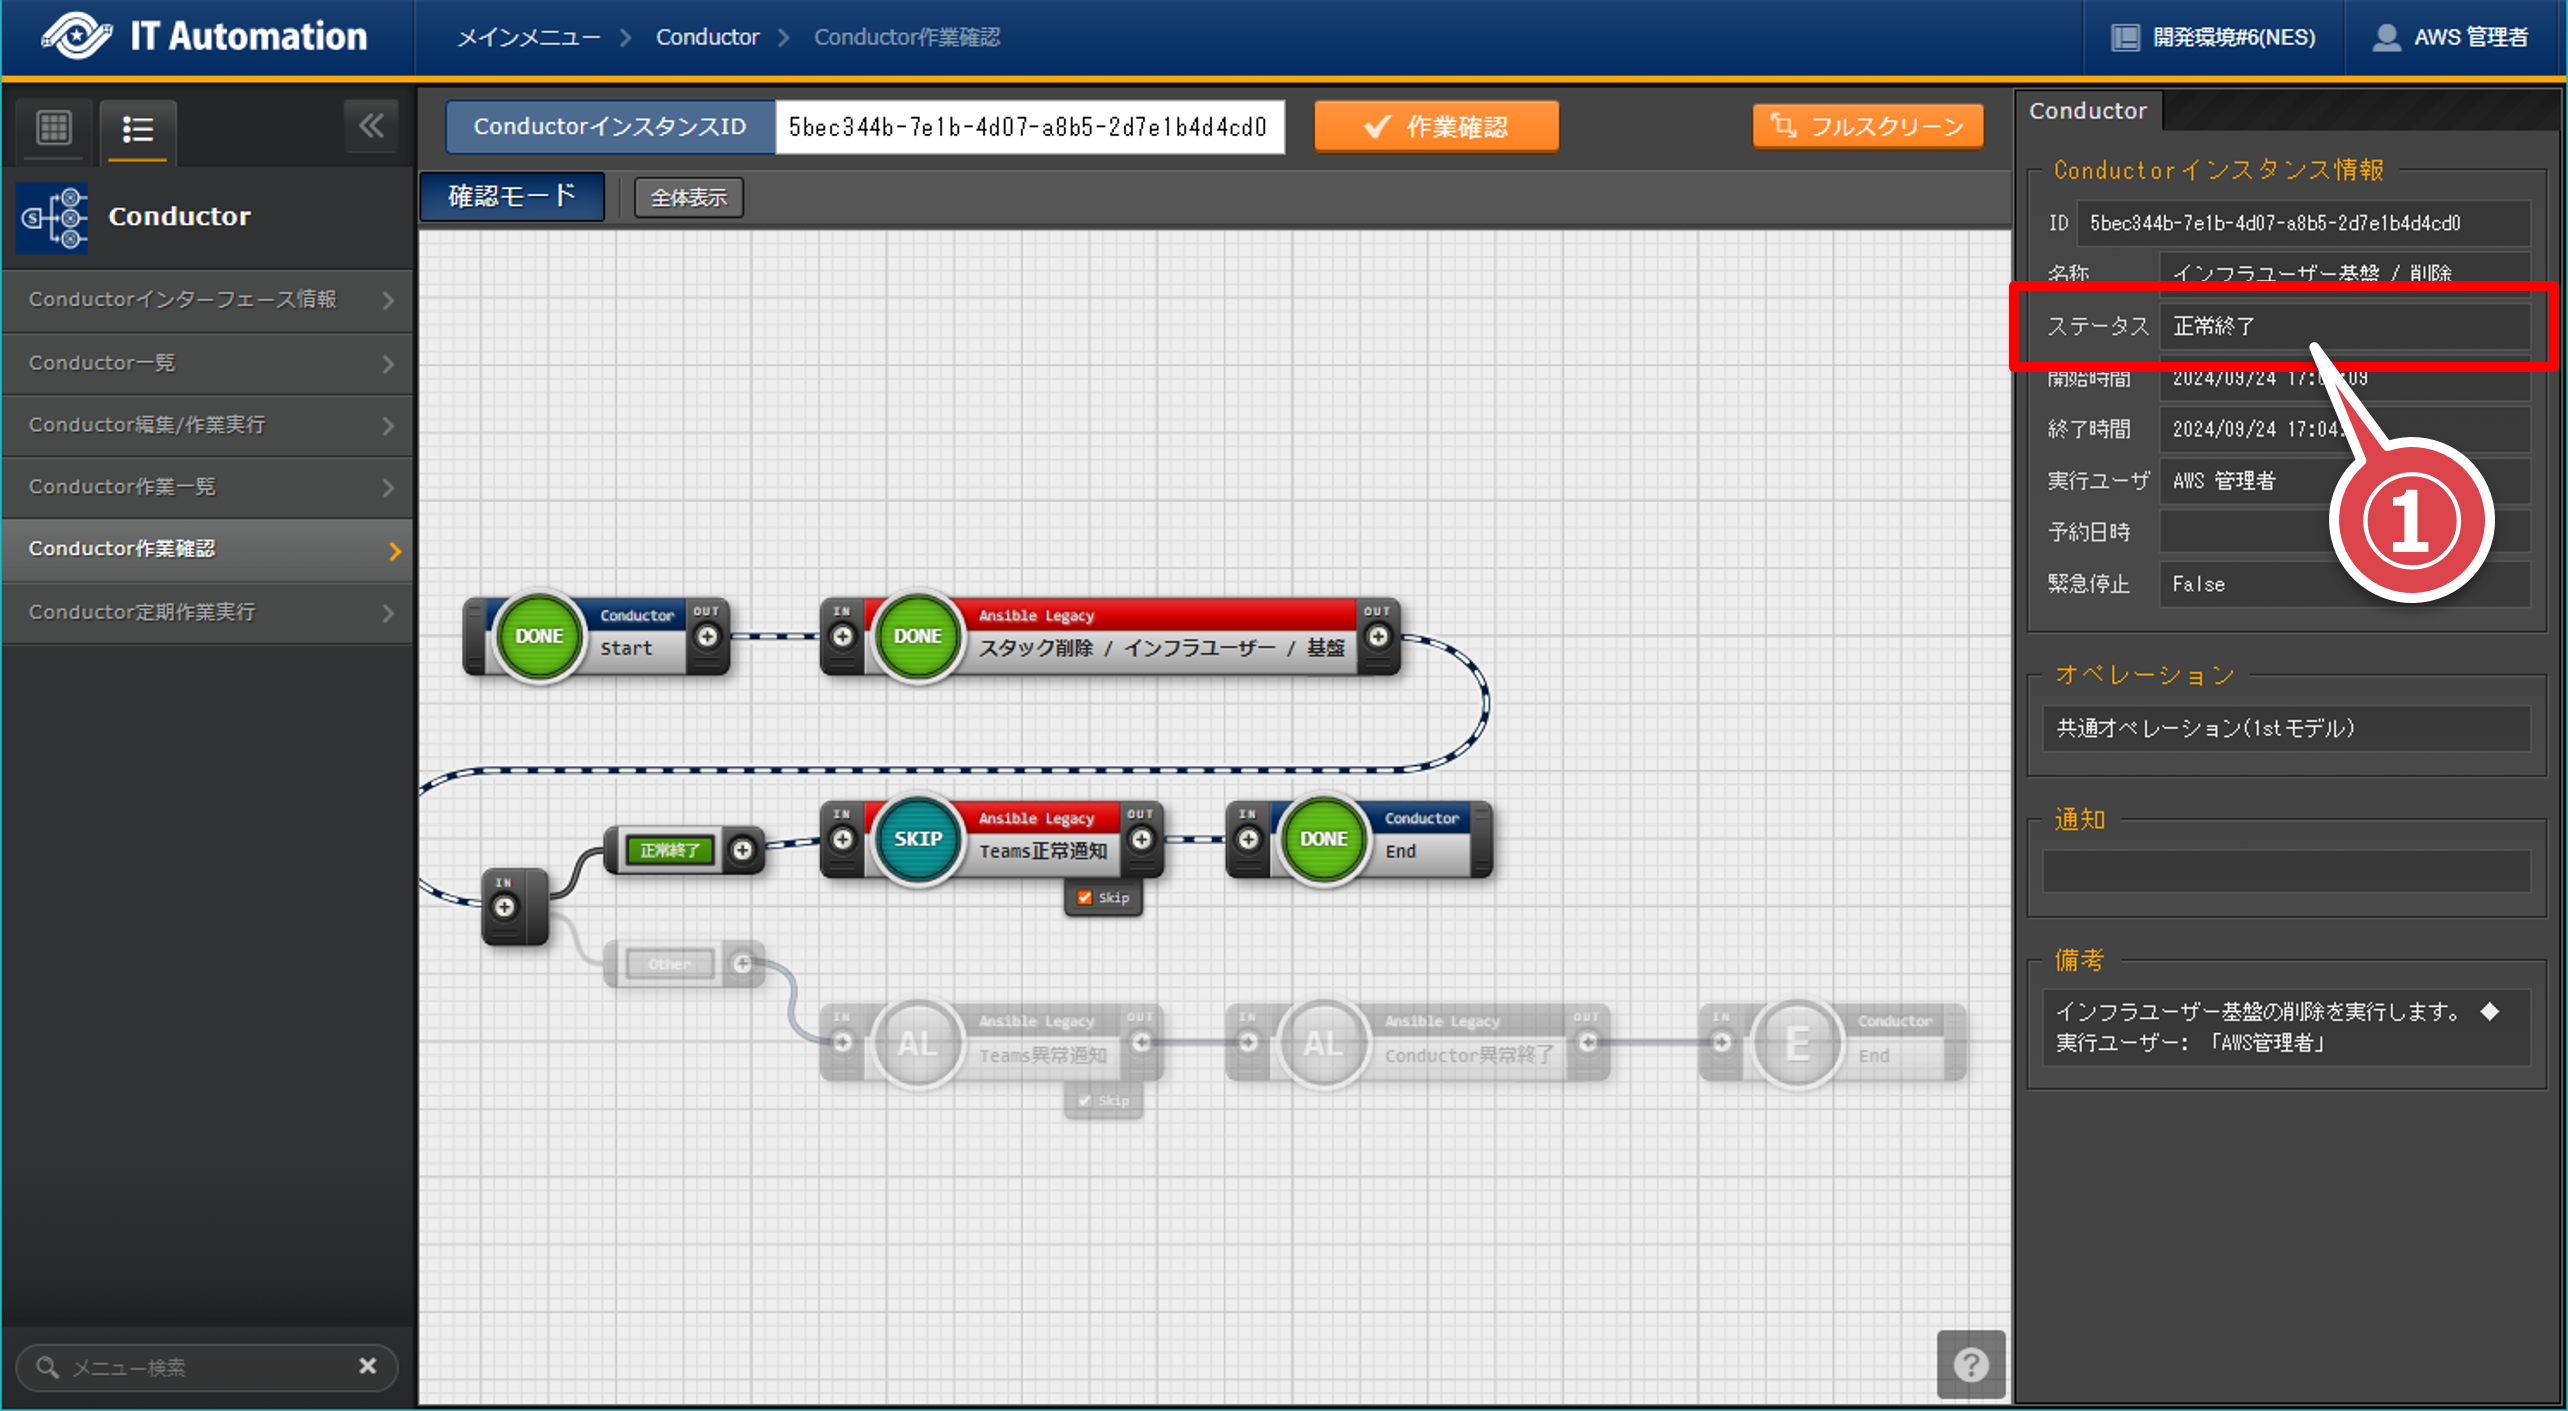 IT Automation
メインメニュー > Conductor > Conductor作業確認
開発環境#6(NES)
AWS 管理者
ConductorインスタンスID
5bec344b-7e1b-4d07-a8b5-2d7e1b4d4cd0
作業確認
フルスクリーン
確認モード
全体表示
Conductor
Conductorインターフェース情報
Conductor一覧
Conductor編集/作業実行
Conductor作業一覧
Conductor作業確認
Conductor定期作業実行
メニュー検索
DONE
Conductor
Start
OUT
IN
DONE
Ansible Legacy
スタック削除 / インフラユーザー / 基盤
OUT
IN
正常終了
Other
IN
SKIP
Ansible Legacy
Teams正常通知
OUT
Skip
IN
DONE
Conductor
End
IN
AL
Ansible Legacy
Teams異常通知
OUT
Skip
IN
AL
Ansible Legacy
Conductor異常終了
OUT
IN
E
Conductor
End
?
Conductor
Conductorインスタンス情報
ID 5bec344b-7e1b-4d07-a8b5-2d7e1b4d4cd0
名称 インフラユーザー基盤 / 削除
ステータス 正常終了
開始時間 2024/09/24 17: :09
終了時間 2024/09/24 17:04:
実行ユーザ AWS 管理者
予約日時
緊急停止 False
1
オペレーション
共通オペレーション(1stモデル)
通知
備考
インフラユーザー基盤の削除を実行します。 ◆
実行ユーザー: 「AWS管理者」